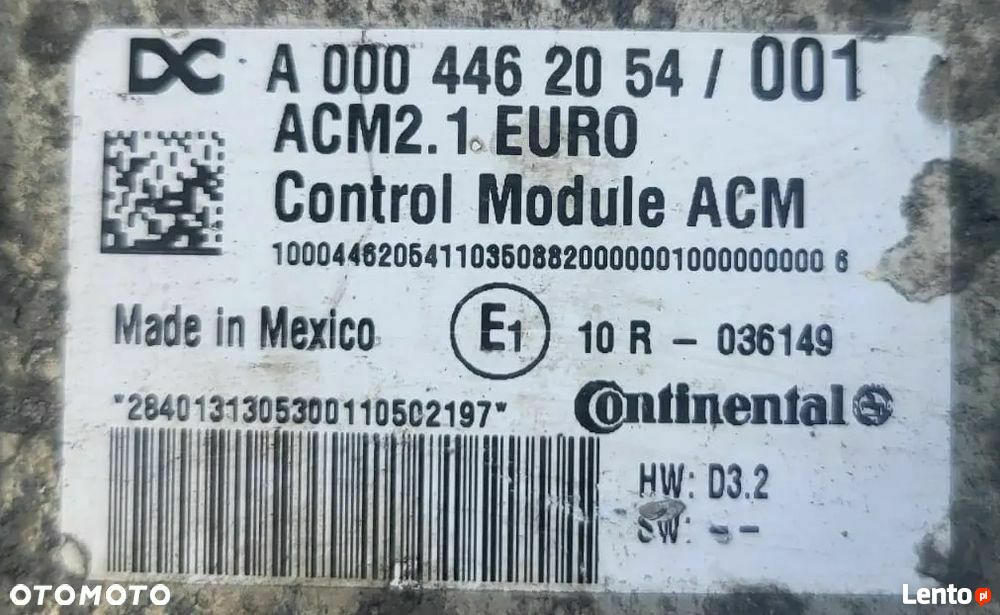 DC A 000 446 20 54 / 001
ACM2.1 EURO
Control Module ACM
100044620541103508820000001000000000 6
Made in Mexico E1 10 R - 036149
"2840131305300110502197" Continental
HW: D3.2
SW: --
OTOMOTO Lento.pl